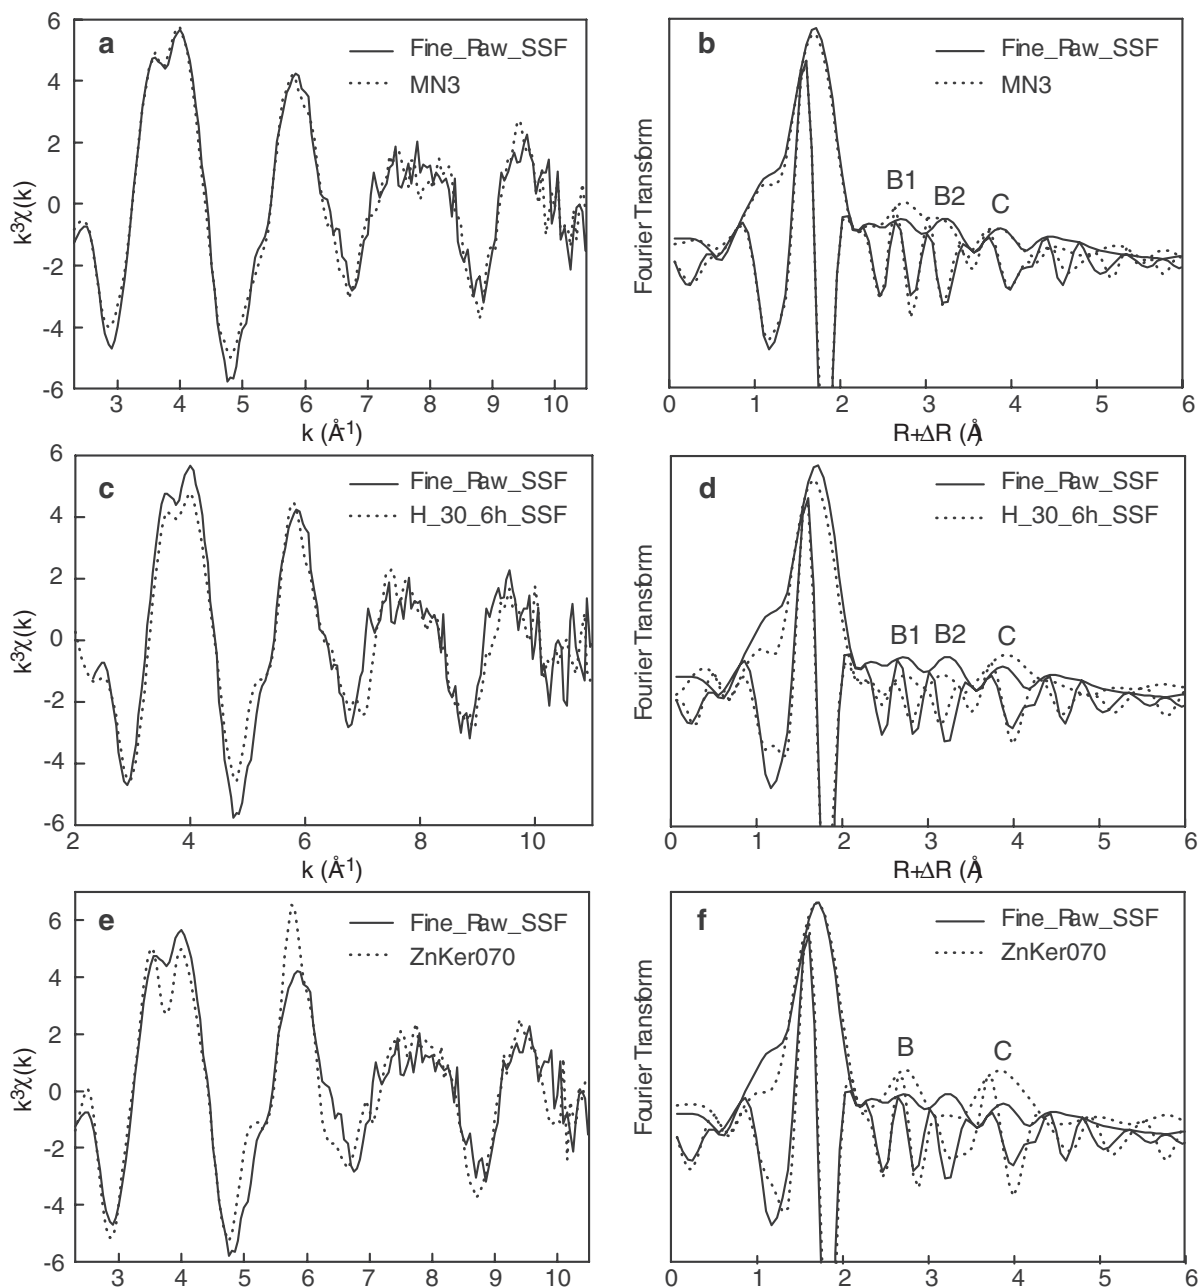 a
Fine_Raw_SSF
MN3
k³χ(k)
6
4
2
0
-2
-4
-6
3 4 5 6 7 8 9 10
k (Å⁻¹)
b
Fine_Raw_SSF
MN3
Fourier Transform
B1 B2 C
0 1 2 3 4 5 6
R+ΔR (Å)
c
Fine_Raw_SSF
H_30_6h_SSF
k³χ(k)
6
4
2
0
-2
-4
-6
2 4 6 8 10
k (Å⁻¹)
d
Fine_Raw_SSF
H_30_6h_SSF
Fourier Transform
B1 B2 C
0 1 2 3 4 5 6
R+ΔR (Å)
e
Fine_Raw_SSF
ZnKer070
k³χ(k)
6
4
2
0
-2
-4
-6
3 4 5 6 7 8 9 10
k (Å⁻¹)
f
Fine_Raw_SSF
ZnKer070
Fourier Transform
B C
0 1 2 3 4 5 6
R+ΔR (Å)